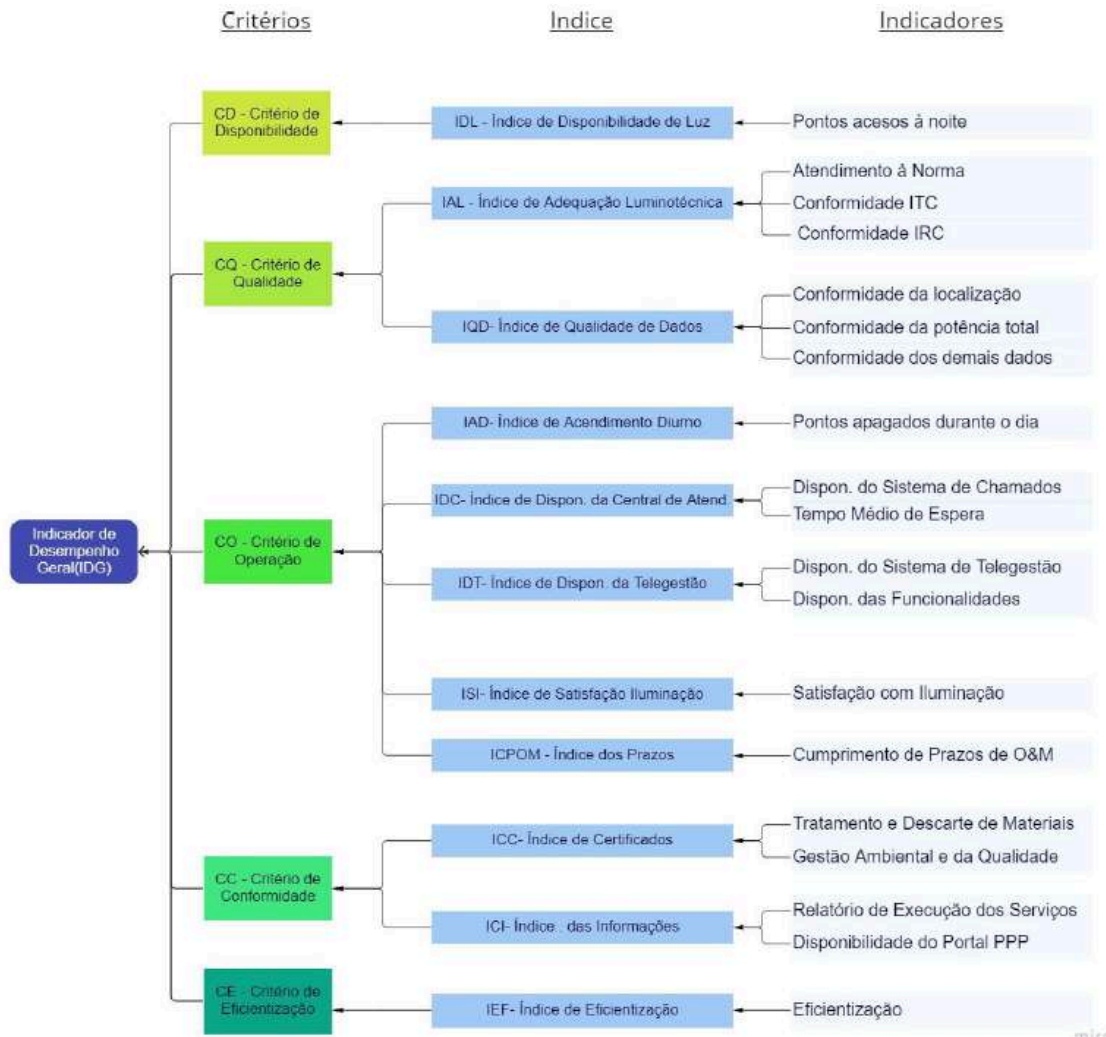 Critérios
Indice
Indicadores
CD - Critério de
Disponibilidade
IDL - Índice de Disponibilidade de Luz
Pontos acesos à noite
IAL - Índice de Adequação Luminotécnica
Atendimento à Norma
Conformidade ITC
Conformidade IRC
CQ - Critério de
Qualidade
IQD- Índice de Qualidade de Dados
Conformidade da localização
Conformidade da potência total
Conformidade dos demais dados
IAD- Índice de Acendimento Diurno
Pontos apagados durante o dia
IDC- Índice de Dispon. da Central de Atend.
Dispon. do Sistema de Chamados
Tempo Médio de Espera
Indicador de
Desempenho
Geral(IDG)
CO - Critério de
Operação
IDT- Índice de Dispon. da Telegestão
Dispon. do Sistema de Telegestão
Dispon. das Funcionalidades
ISI- Índice de Satisfação Iluminação
Satisfação com Iluminação
ICPOM - Índice dos Prazos
Cumprimento de Prazos de O&M
ICC- Índice de Certificados
Tratamento e Descarte de Materiais
Gestão Ambiental e da Qualidade
CC - Critério de
Conformidade
ICI- Índice . das Informações
Relatório de Execução dos Serviços
Disponibilidade do Portal PPP
CE - Critério de
Eficientização
IEF- Índice de Eficientização
Eficientização